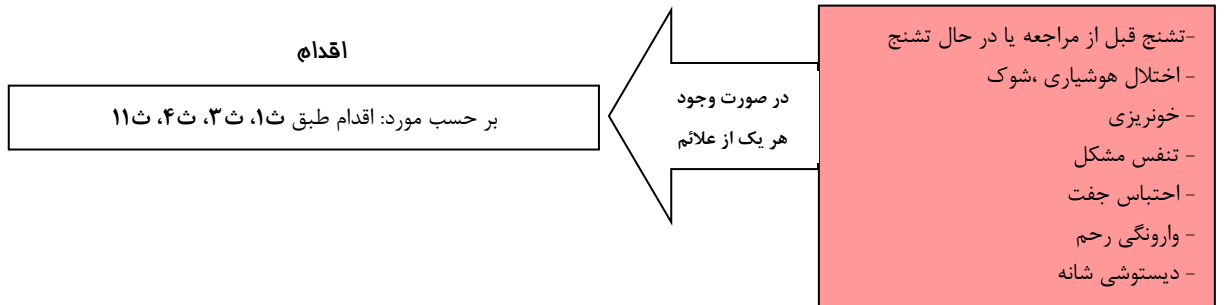 -تشنج قبل از مراجعه یا در حال تشنج
- اختلال هوشیاری ،شوک
- خونریزی
- تنفس مشکل
- احتباس جفت
- وارونگی رحم
- دیستوشی شانه
در صورت وجود
هر یک از علائم
اقدام
بر حسب مورد: اقدام طبق ث۱، ث۳، ث۴، ث۱۱